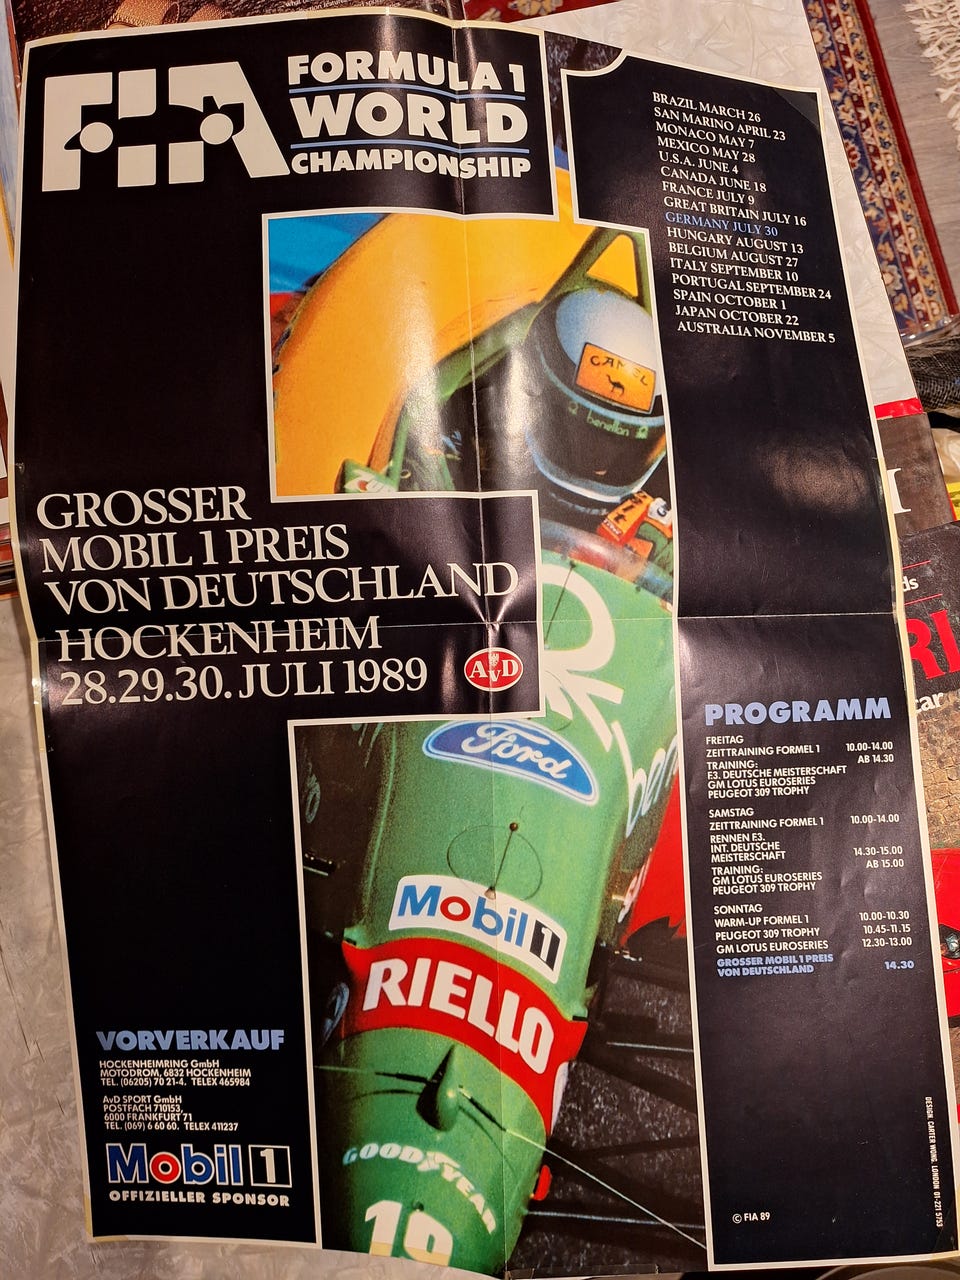 FIA
FORMULA 1
WORLD
CHAMPIONSHIP
BRAZIL MARCH 26
SAN MARINO APRIL 23
MONACO MAY 7
MEXICO MAY 28
U.S.A. JUNE 4
CANADA JUNE 18
FRANCE JULY 9
GREAT BRITAIN JULY 16
GERMANY JULY 30
HUNGARY AUGUST 13
BELGIUM AUGUST 27
ITALY SEPTEMBER 10
PORTUGAL SEPTEMBER 24
SPAIN OCTOBER 1
JAPAN OCTOBER 22
AUSTRALIA NOVEMBER 5
CAMEL
benetton
GROSSER
MOBIL 1 PREIS
VON DEUTSCHLAND
HOCKENHEIM
28.29.30. JULI 1989
AvD
Ford
Mobil 1
RIELLO
GOODYEAR
19
PROGRAMM
FREITAG
ZEITTRAINING FORMEL 1 10.00-14.00
TRAINING: AB 14.30
F.3. DEUTSCHE MEISTERSCHAFT
GM LOTUS EUROSERIES
PEUGEOT 309 TROPHY
SAMSTAG
ZEITTRAINING FORMEL 1 10.00-14.00
RENNEN F.3.
INT. DEUTSCHE
MEISTERSCHAFT 14.30-15.00
TRAINING: AB 15.00
GM LOTUS EUROSERIES
PEUGEOT 309 TROPHY
SONNTAG
WARM-UP FORMEL 1 10.00-10.30
PEUGEOT 309 TROPHY 10.45-11.15
GM LOTUS EUROSERIES 12.30-13.00
GROSSER MOBIL 1 PREIS
VON DEUTSCHLAND 14.30
VORVERKAUF
HOCKENHEIMRING GmbH
MOTODROM, 6832 HOCKENHEIM
TEL. (06205) 70 21-4. TELEX 465984
AvD SPORT GmbH
POSTFACH 710153,
6000 FRANKFURT 71
TEL. (069) 6 60 60. TELEX 411237
Mobil 1
OFFIZIELLER SPONSOR
© FIA 89
DESIGN: CARTER WONG, LONDON 01-221 5753